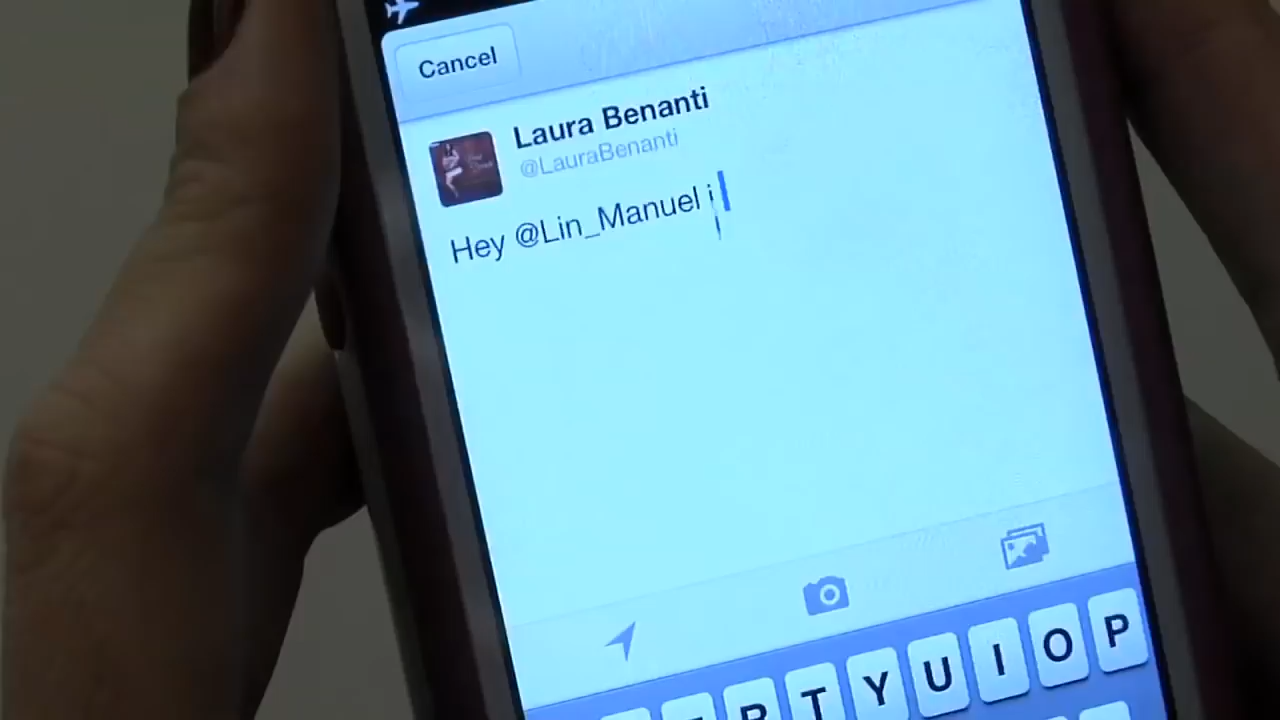 Cancel
Laura Benanti
@LauraBenanti
Hey @Lin_Manuel i
R T Y U I O P